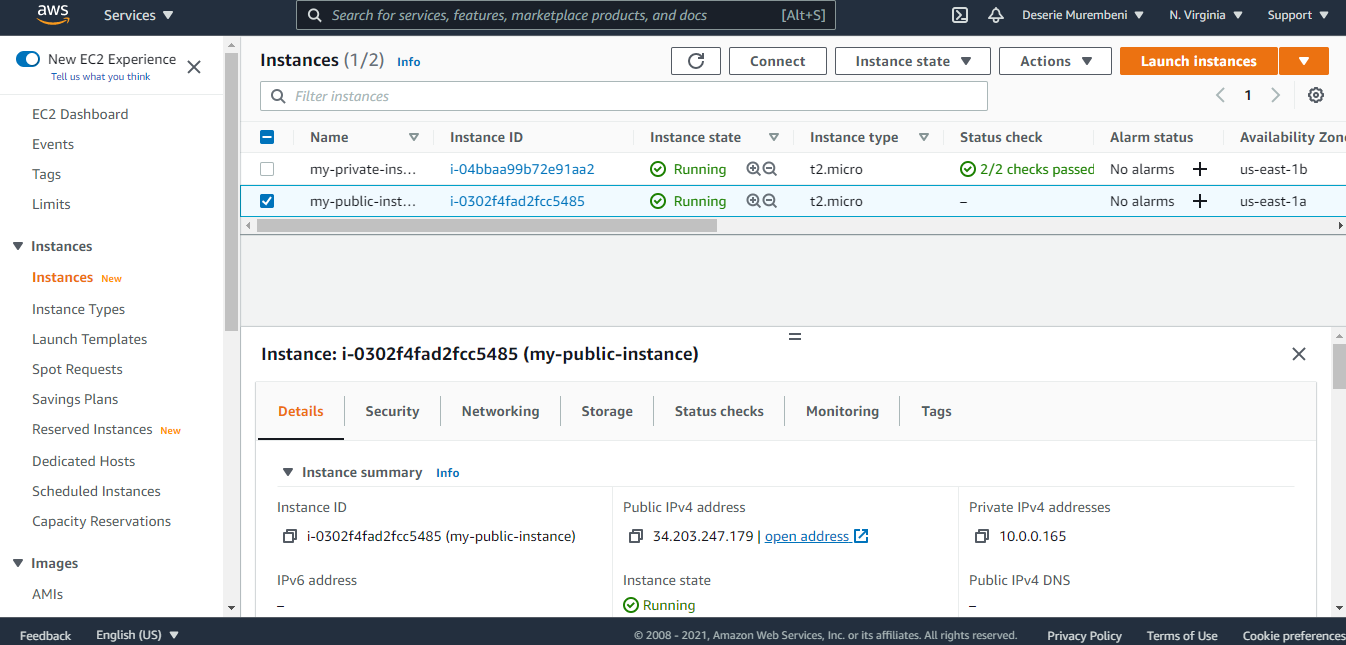 aws Services Search for services, features, marketplace products, and docs [Alt+S] Deserie Murembeni N. Virginia Support
New EC2 Experience
Tell us what you think
EC2 Dashboard
Events
Tags
Limits
Instances
Instances New
Instance Types
Launch Templates
Spot Requests
Savings Plans
Reserved Instances New
Dedicated Hosts
Scheduled Instances
Capacity Reservations
Images
AMIs
Instances (1/2) Info Connect Instance state Actions Launch instances
Filter instances 1
Name Instance ID Instance state Instance type Status check Alarm status Availability Zone
my-private-ins... i-04bbaa99b72e91aa2 Running t2.micro 2/2 checks passed No alarms + us-east-1b
my-public-inst... i-0302f4fad2fcc5485 Running t2.micro – No alarms + us-east-1a
Instance: i-0302f4fad2fcc5485 (my-public-instance)
Details Security Networking Storage Status checks Monitoring Tags
Instance summary Info
Instance ID Public IPv4 address Private IPv4 addresses
i-0302f4fad2fcc5485 (my-public-instance) 34.203.247.179 | open address 10.0.0.165
IPv6 address Instance state Public IPv4 DNS
– Running –
Feedback English (US) © 2008 - 2021, Amazon Web Services, Inc. or its affiliates. All rights reserved. Privacy Policy Terms of Use Cookie preferences